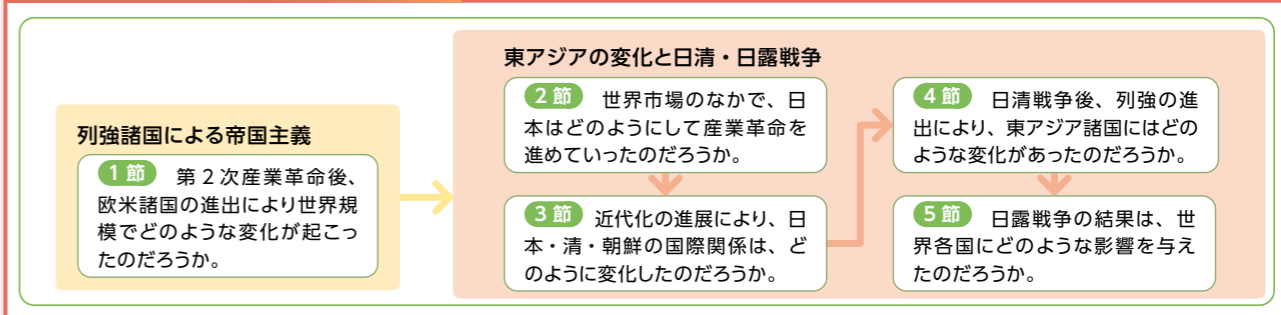 列強諸国による帝国主義
1節 第2次産業革命後、
欧米諸国の進出により世界規
模でどのような変化が起こっ
たのだろうか。
東アジアの変化と日清・日露戦争
2節 世界市場のなかで、日
本はどのようにして産業革命を
進めていったのだろうか。
3節 近代化の進展により、日
本・清・朝鮮の国際関係は、ど
のように変化したのだろうか。
4節 日清戦争後、列強の進
出により、東アジア諸国にはどの
ような変化があったのだろうか。
5節 日露戦争の結果は、世
界各国にどのような影響を与え
たのだろうか。